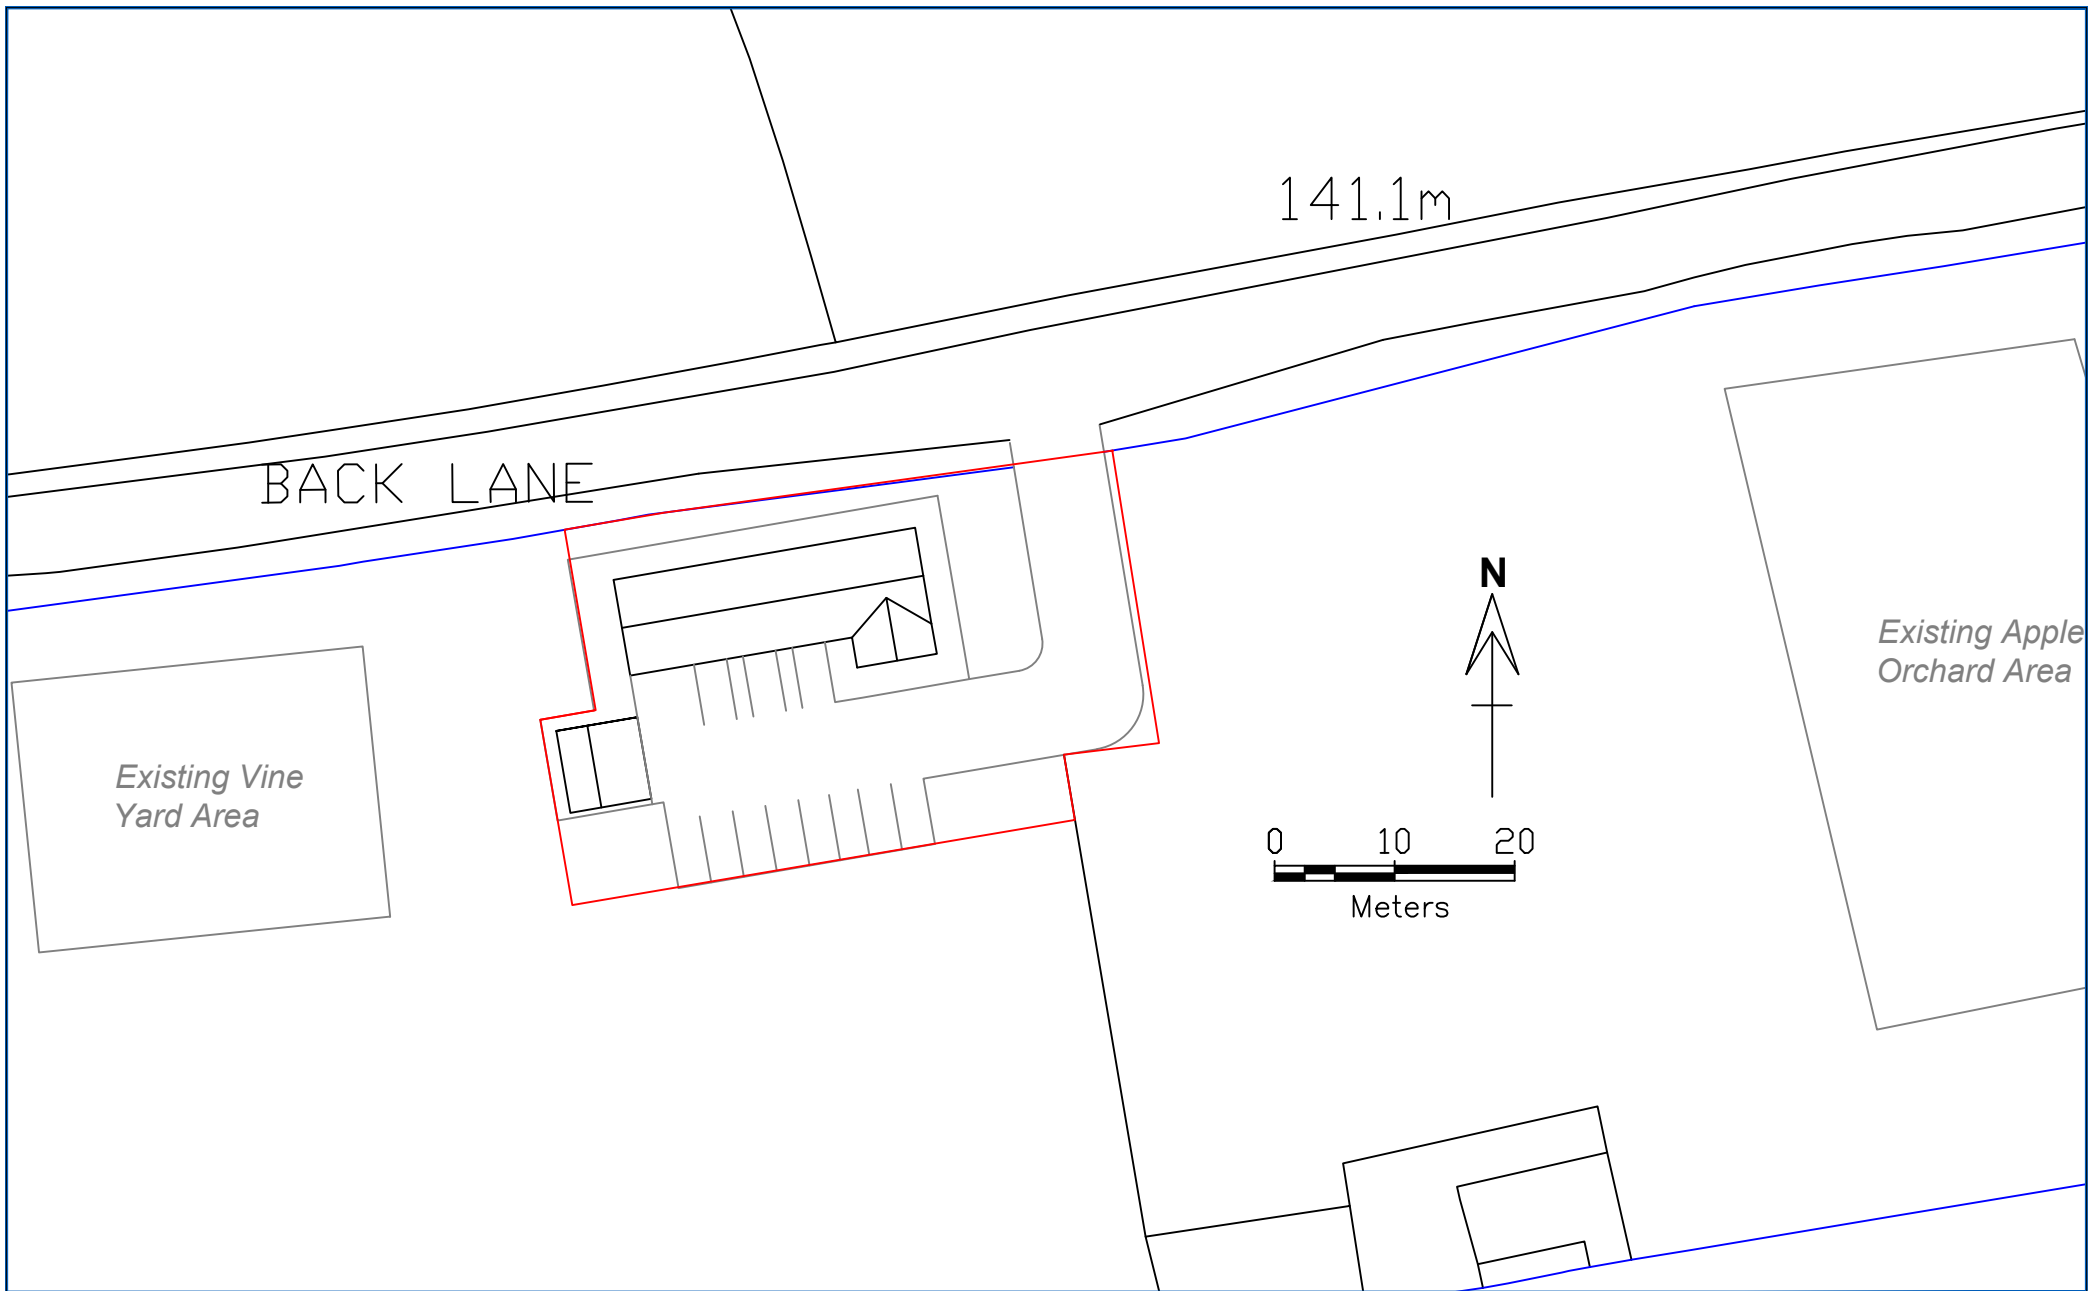 141.1m
BACK LANE
N
Existing Apple
Orchard Area
Existing Vine
Yard Area
0 10 20
Meters